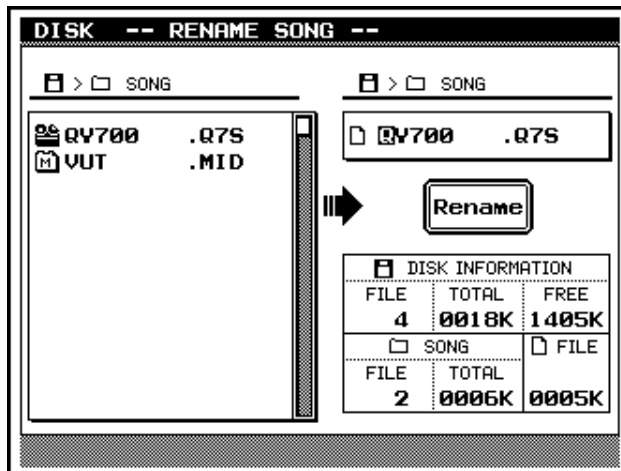 DISK -- RENAME SONG --
> SONG
QY700 .Q7S
M VUT .MID
> SONG
QY700 .Q7S
Rename
DISK INFORMATION
FILE TOTAL FREE
4 0018K 1405K
SONG FILE
FILE TOTAL
2 0006K 0005K